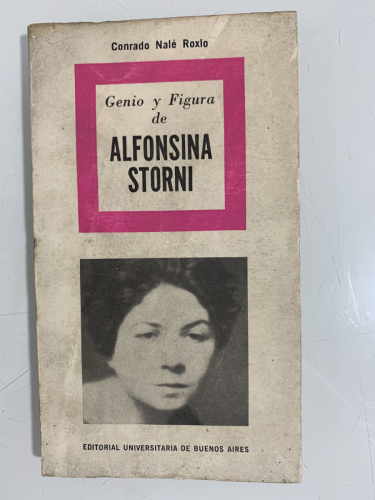 Conrado Nalé Roxlo
Genio y Figura
de
ALFONSINA
STORNI
EDITORIAL UNIVERSITARIA DE BUENOS AIRES